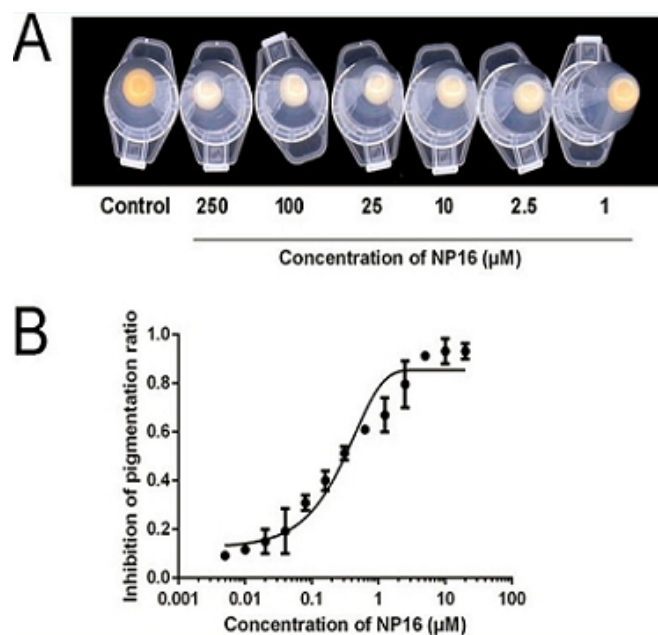 A
Control 250 100 25 10 2.5 1
Concentration of NP16 (µM)
B
Inhibition of pigmentation ratio
1.0
0.8
0.6
0.4
0.2
0.0
0.001 0.01 0.1 1 10 100
Concentration of NP16 (µM)